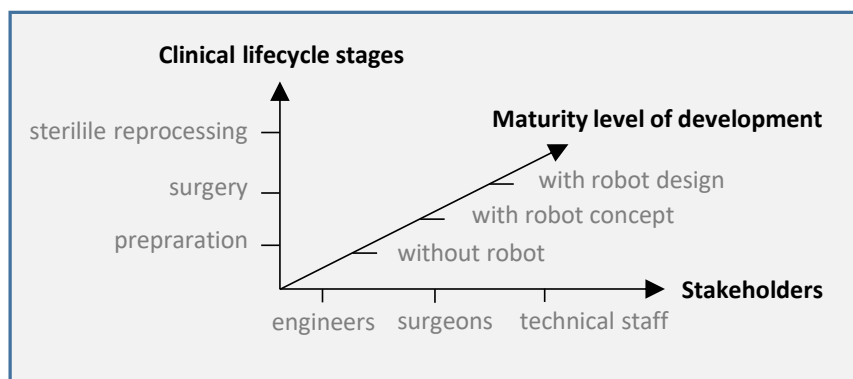 Clinical lifecycle stages
sterilile reprocessing
Maturity level of development
surgery
with robot design
with robot concept
prepraration
without robot
Stakeholders
engineers surgeons technical staff